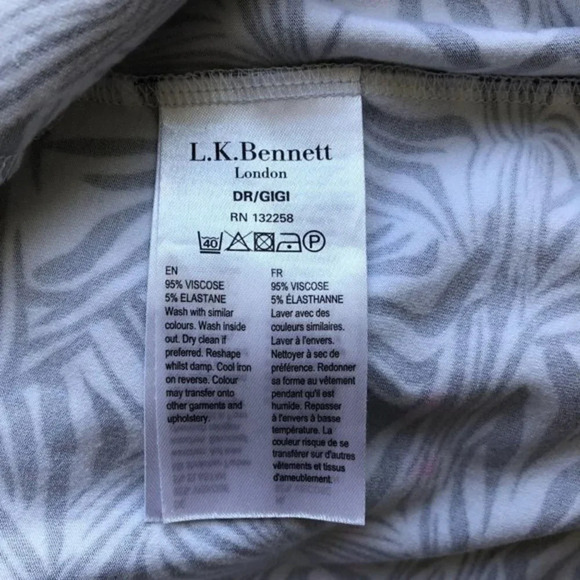 L.K.Bennett
London
DR/GIGI
RN 132258
40 P
EN
95% VISCOSE
5% ELASTANE
Wash with similar
colours. Wash inside
out. Dry clean if
preferred. Reshape
whilst damp. Cool iron
on reverse. Colour
may transfer onto
other garments and
upholstery.
FR
95% VISCOSE
5% ÉLASTHANNE
Laver avec des
couleurs similaires.
Laver à l'envers.
Nettoyer à sec de
préférence. Redonner
sa forme au vêtement
pendant qu'il est
humide. Repasser
à l'envers à basse
température. La
couleur risque de se
transférer sur d'autres
vêtements et tissus
d'ameublement.